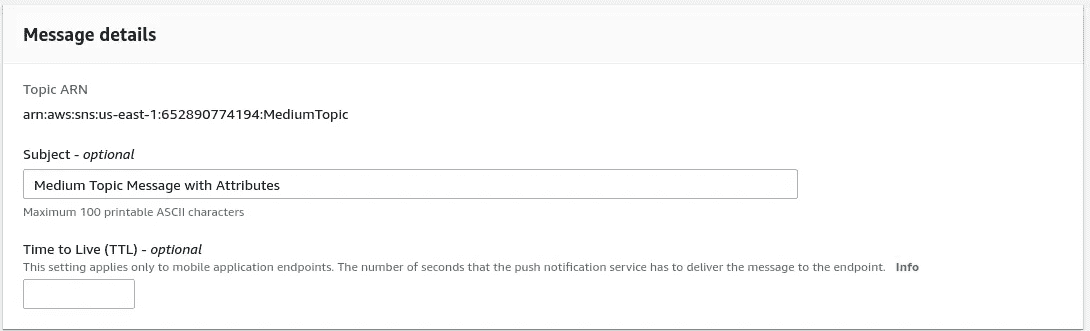 Message details
Topic ARN
arn:aws:sns:us-east-1:652890774194:MediumTopic
Subject - optional
Medium Topic Message with Attributes
Maximum 100 printable ASCII characters
Time to Live (TTL) - optional
This setting applies only to mobile application endpoints. The number of seconds that the push notification service has to deliver the message to the endpoint. Info